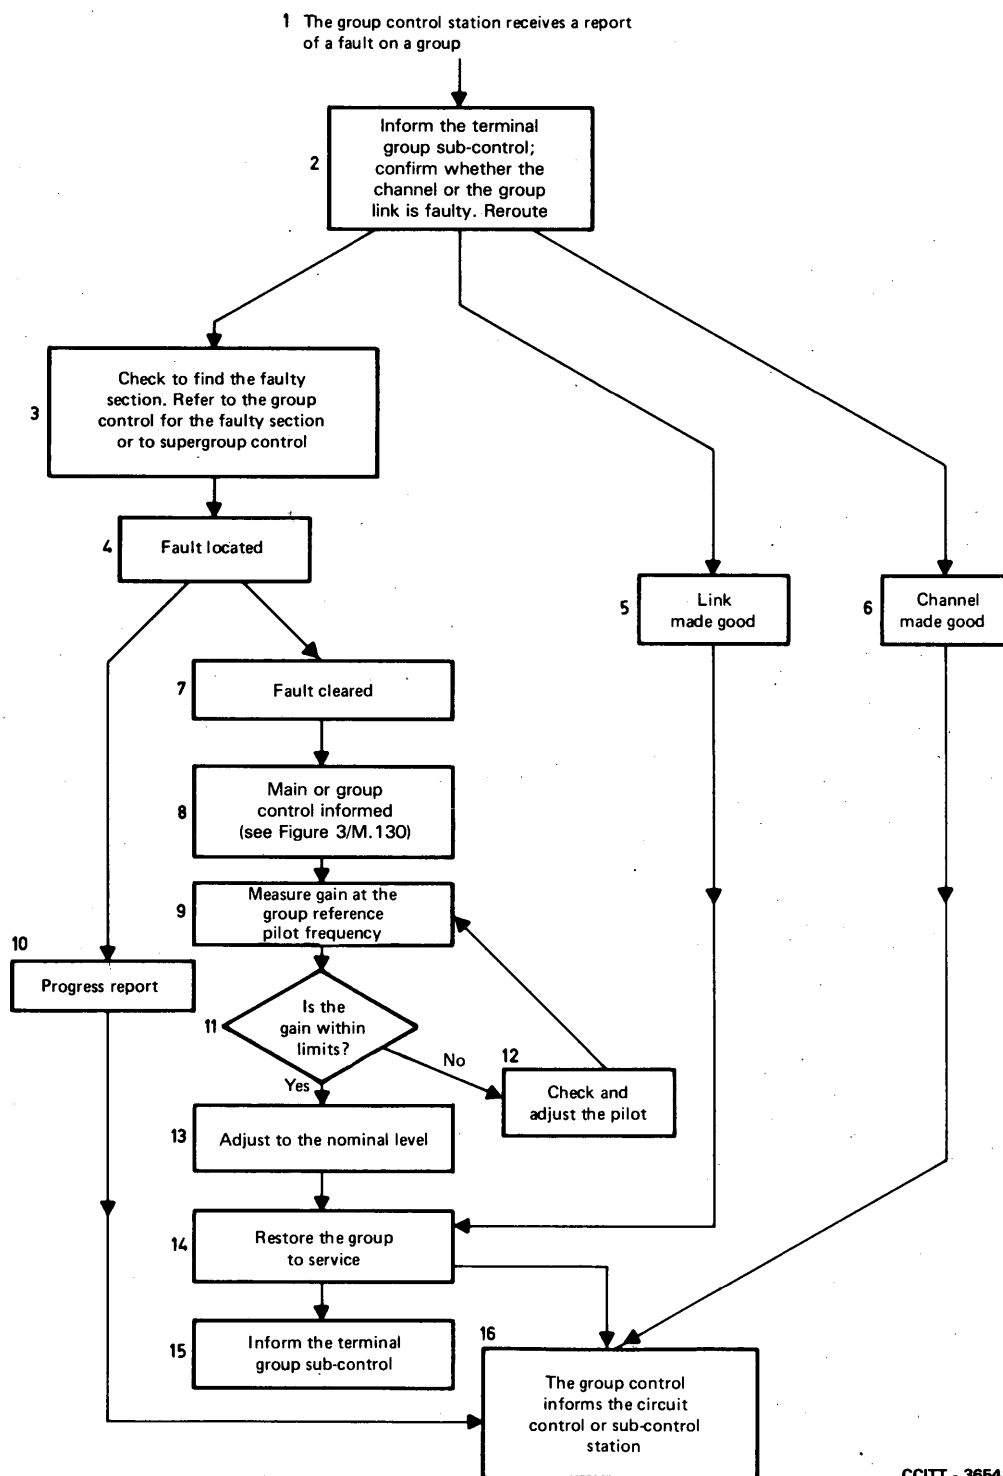 1 The group control station receives a report
of a fault on a group
2
Inform the terminal
group sub-control;
confirm whether the
channel or the group
link is faulty. Reroute
3
Check to find the faulty
section. Refer to the group
control for the faulty section
or to supergroup control
4
Fault located
5
Link
made good
6
Channel
made good
7
Fault cleared
8
Main or group
control informed
(see Figure 3/M.130)
9
Measure gain at the
group reference
pilot frequency
10
Progress report
11
Is the
gain within
limits?
No
Yes
12
Check and
adjust the pilot
13
Adjust to the nominal level
14
Restore the group
to service
15
Inform the terminal
group sub-control
16
The group control
informs the circuit
control or sub-control
station
CCITT - 3654